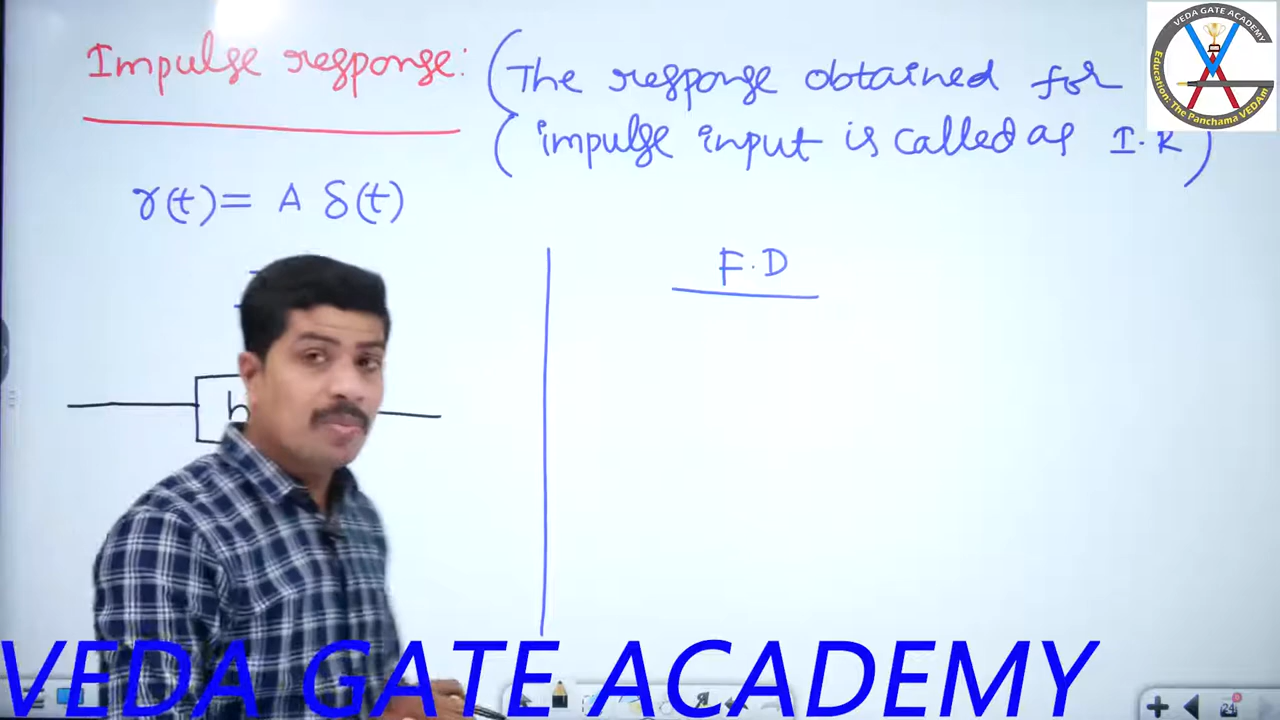 Impulse response: (The response obtained for
(impulse input is called as I.R)
r(t) = A δ(t)
F.D
h
VEDA GATE ACADEMY
Education: The Panchama VEDAm
VEDA GATE ACADEMY
24